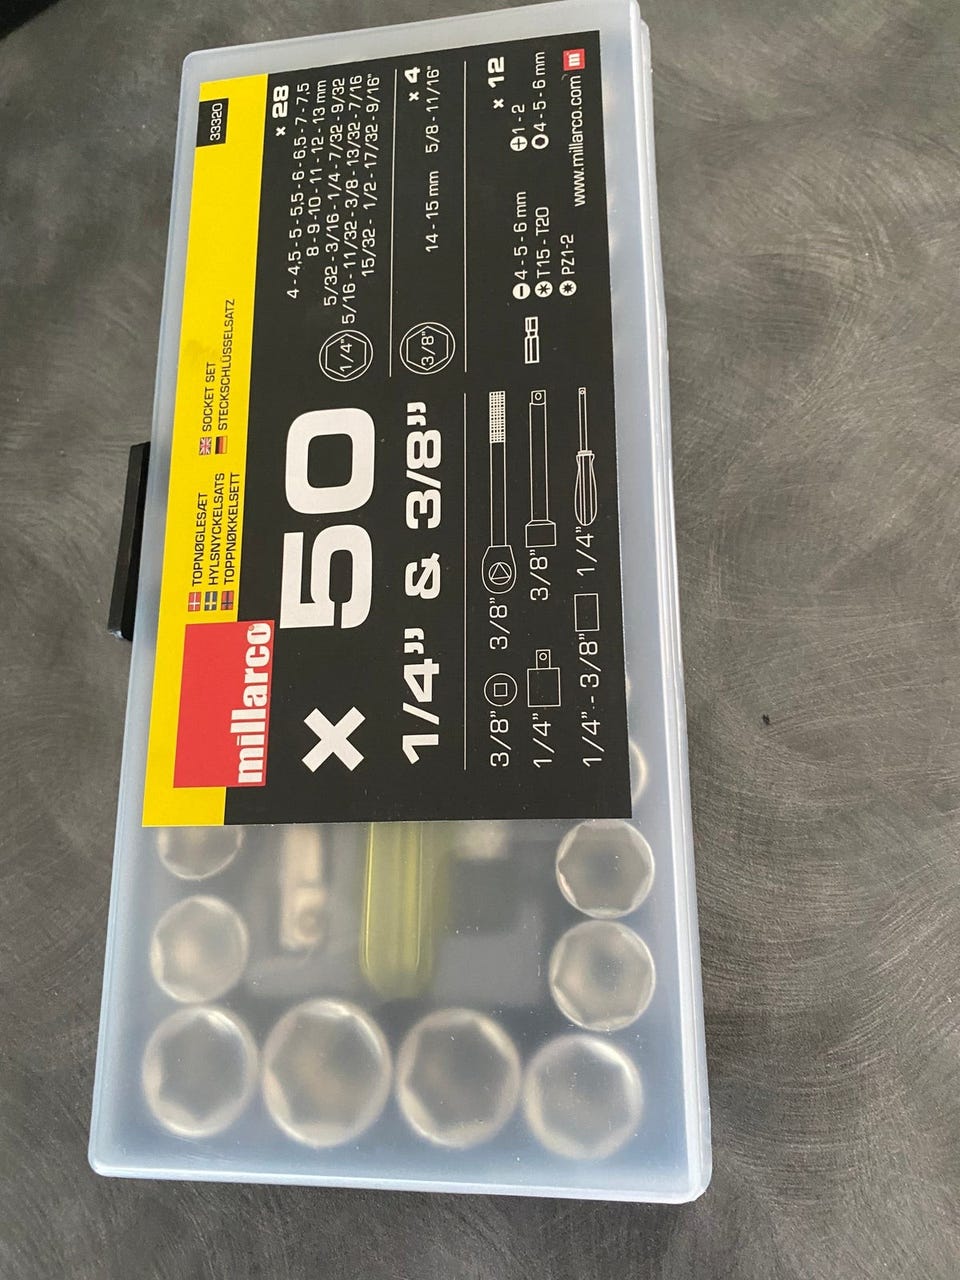 33320
TOPNØGLESÆT
HYLSNYCKELSATS
TOPPNØKKELSETT
SOCKET SET
STECKSCHLÜSSELSATZ
millarco®
x 50
1/4" & 3/8"
1/4"
x 28
4 - 4,5 - 5 - 5,5 - 6 - 6,5 - 7 - 7,5
8 - 9 - 10 - 11 - 12 - 13 mm
5/32 - 3/16 - 1/4 - 7/32 - 9/32
5/16 - 11/32 - 3/8 - 13/32 - 7/16
15/32 - 1/2 - 17/32 - 9/16"
3/8"
x 4
14 - 15 mm 5/8 - 11/16"
x 12
4 - 5 - 6 mm
1 - 2
T15 - T20
4 - 5 - 6 mm
PZ1-2
3/8" 3/8"
1/4" 3/8"
1/4" - 3/8" 1/4"
www.millarco.com
m